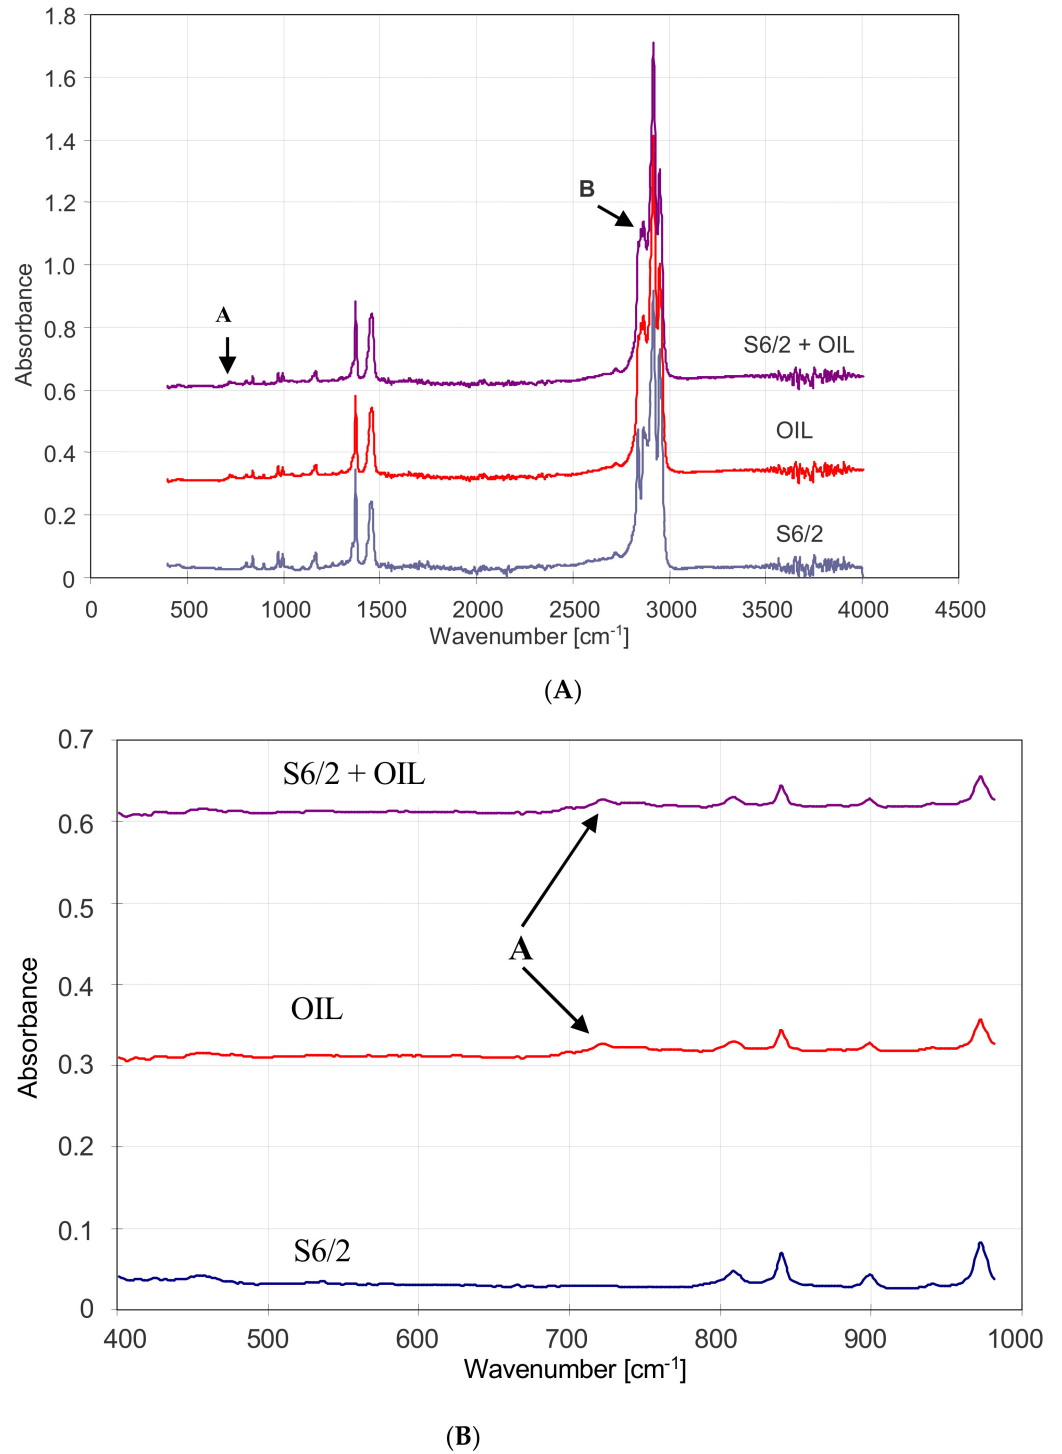 1.8
1.6
1.4
1.2
1.0
0.8
0.6
0.4
0.2
0
Absorbance
B
A
S6/2 + OIL
OIL
S6/2
0 500 1000 1500 2000 2500 3000 3500 4000 4500
Wavenumber [cm-1]
(A)
0.7
0.6
0.5
0.4
0.3
0.2
0.1
0
Absorbance
S6/2 + OIL
A
OIL
S6/2
400 500 600 700 800 900 1000
Wavenumber [cm-1]
(B)